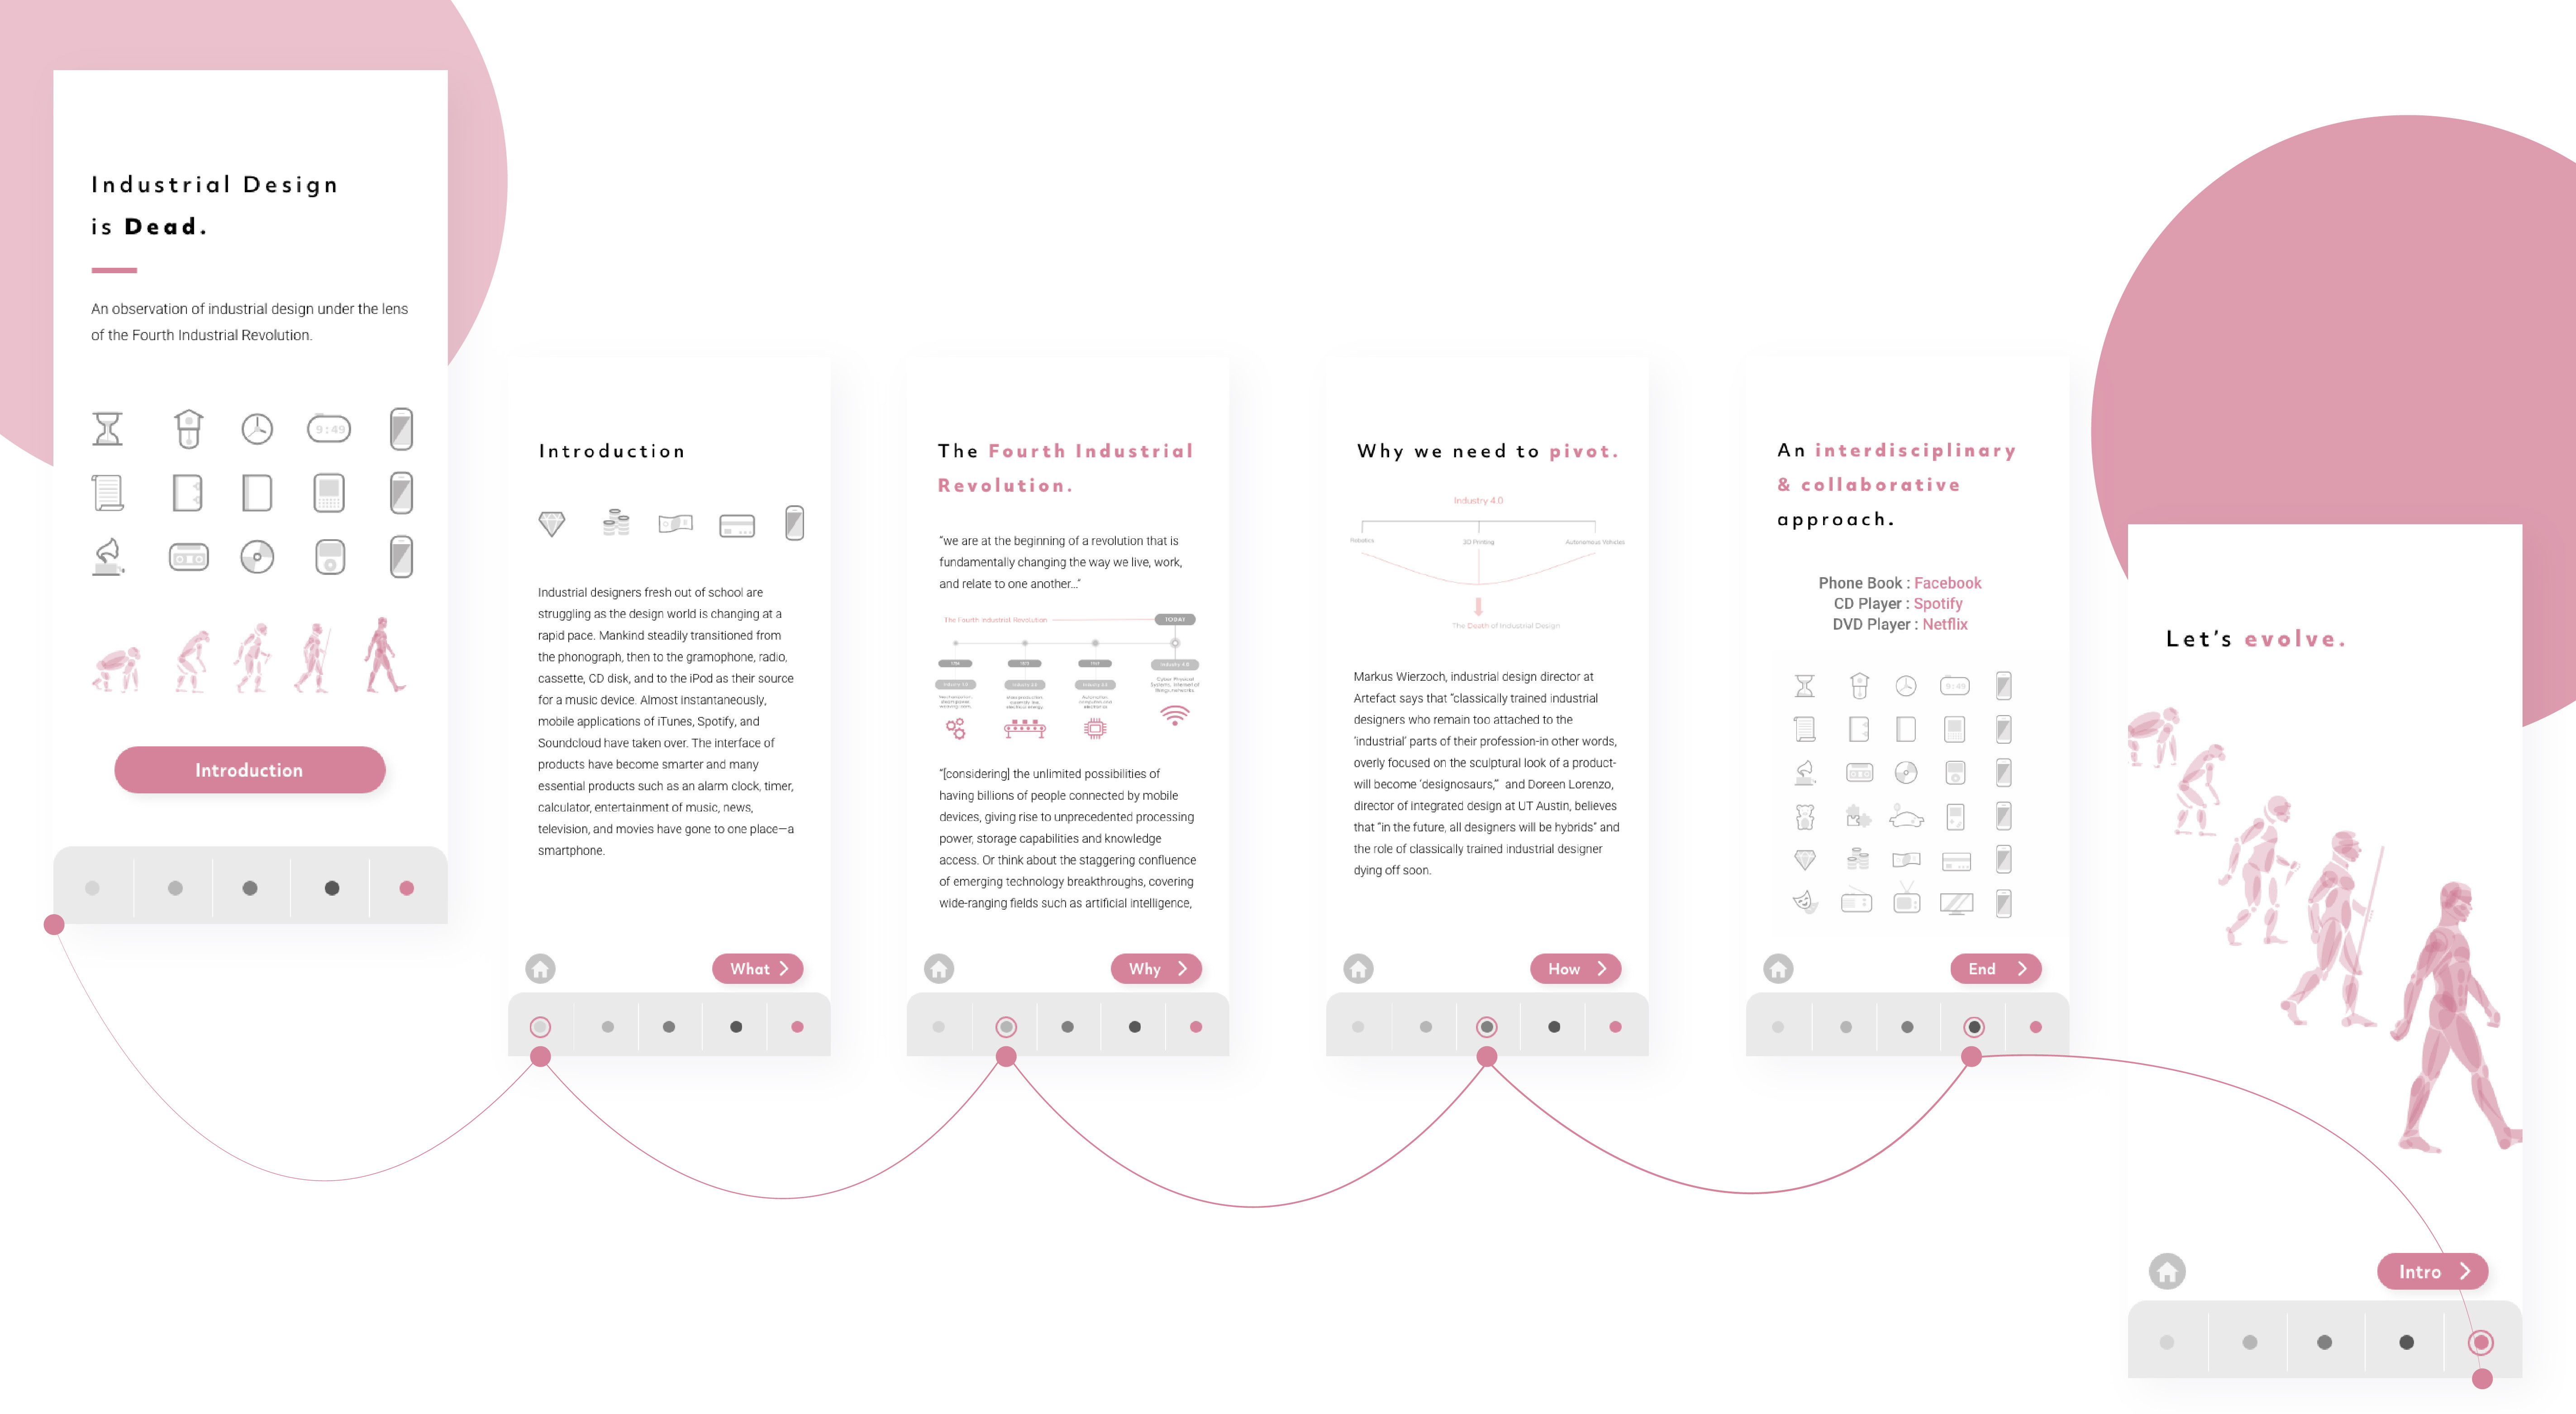 Industrial Design
is Dead.
An observation of industrial design under the lens
of the Fourth Industrial Revolution.
9:49
Introduction
Introduction
Industrial designers fresh out of school are
struggling as the design world is changing at a
rapid pace. Mankind steadily transitioned from
the phonograph, then to the gramophone, radio,
cassette, CD disk, and to the iPod as their source
for a music device. Almost instantaneously,
mobile applications of iTunes, Spotify, and
Soundcloud have taken over. The interface of
products have become smarter and many
essential products such as an alarm clock, timer,
calculator, entertainment of music, news,
television, and movies have gone to one place—a
smartphone.
What
The Fourth Industrial
Revolution.
“we are at the beginning of a revolution that is
fundamentally changing the way we live, work,
and relate to one another...”
The Fourth Industrial Revolution
TODAY
Industry 4.0
Cyber Physical
Systems, Internet of
things, networks
“[considering] the unlimited possibilities of
having billions of people connected by mobile
devices, giving rise to unprecedented processing
power, storage capabilities and knowledge
access. Or think about the staggering confluence
of emerging technology breakthroughs, covering
wide-ranging fields such as artificial intelligence,
Why
Why we need to pivot.
Industry 4.0
Robotics
3D Printing
Autonomous Vehicles
The Death of Industrial Design
Markus Wierzoch, industrial design director at
Artefact says that “classically trained industrial
designers who remain too attached to the
‘industrial’ parts of their profession-in other words,
overly focused on the sculptural look of a product-
will become ‘designosaurs,’” and Doreen Lorenzo,
director of integrated design at UT Austin, believes
that “in the future, all designers will be hybrids” and
the role of classically trained industrial designer
dying off soon.
How
An interdisciplinary
& collaborative
approach.
Phone Book : Facebook
CD Player : Spotify
DVD Player : Netflix
9:49
End
Let’s evolve.
Intro